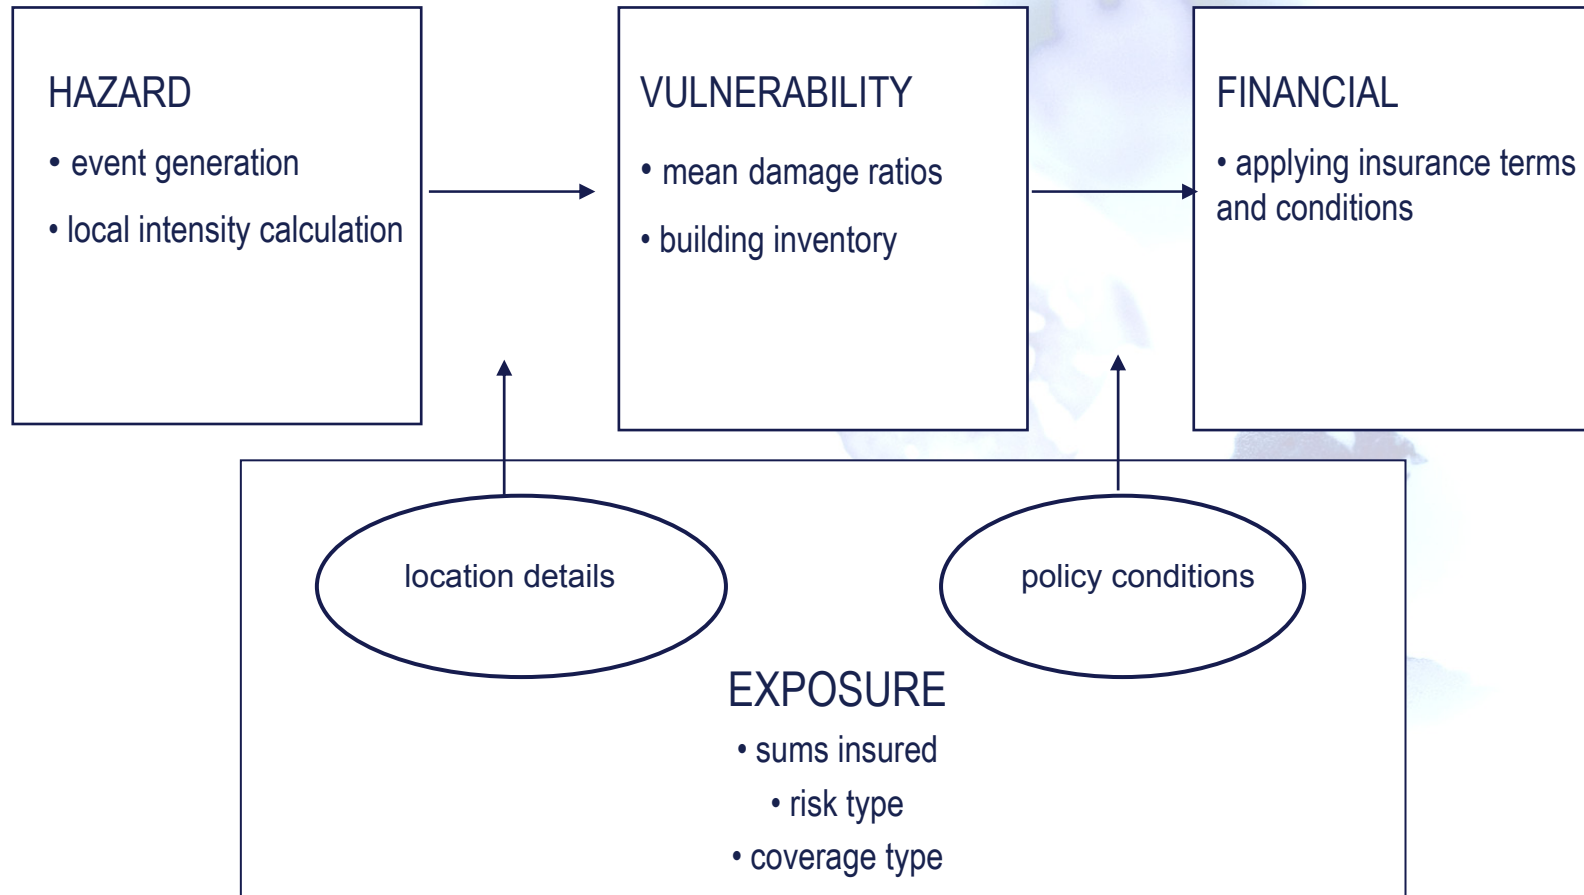 HAZARD
• event generation
• local intensity calculation
VULNERABILITY
• mean damage ratios
• building inventory
FINANCIAL
• applying insurance terms
and conditions
location details
policy conditions
EXPOSURE
• sums insured
• risk type
• coverage type